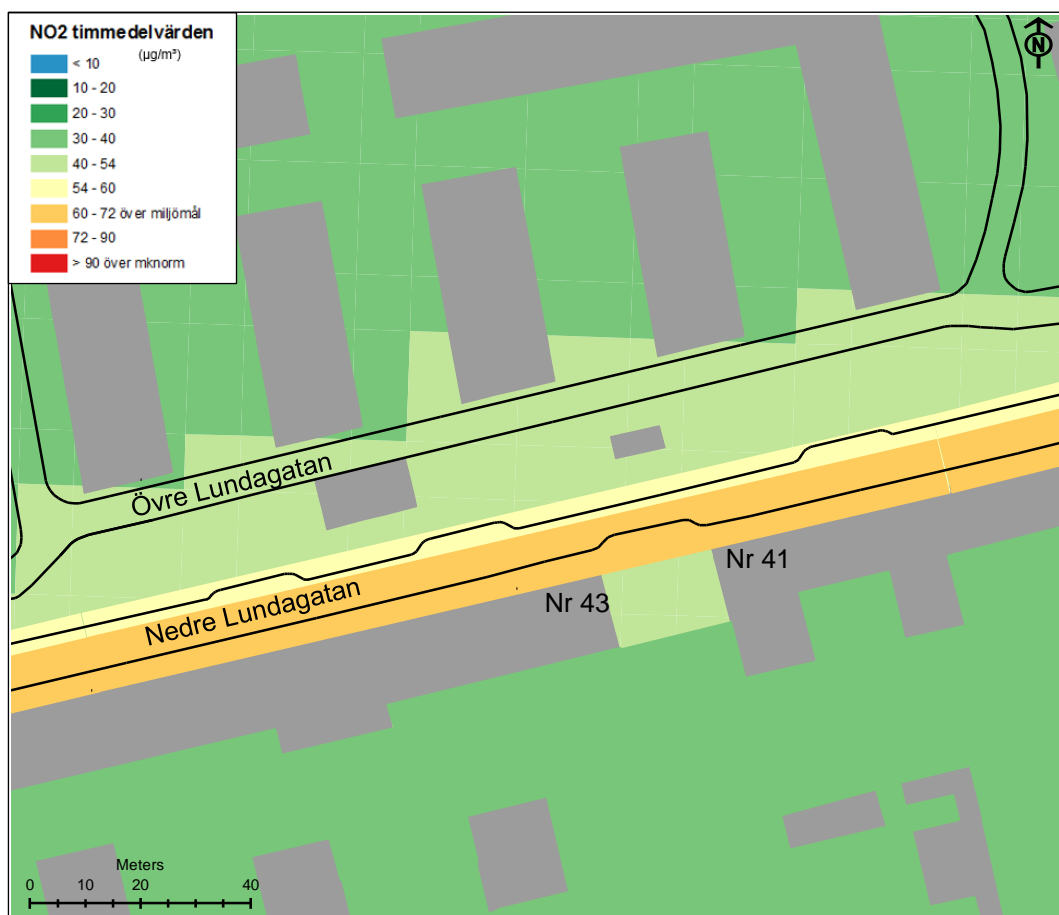 NO2 timmedelvärden
(µg/m³)
< 10
10 - 20
20 - 30
30 - 40
40 - 54
54 - 60
60 - 72 över miljömål
72 - 90
> 90 över mknorm
N
Övre Lundagatan
Nedre Lundagatan
Nr 41
Nr 43
Meters
0 10 20 40